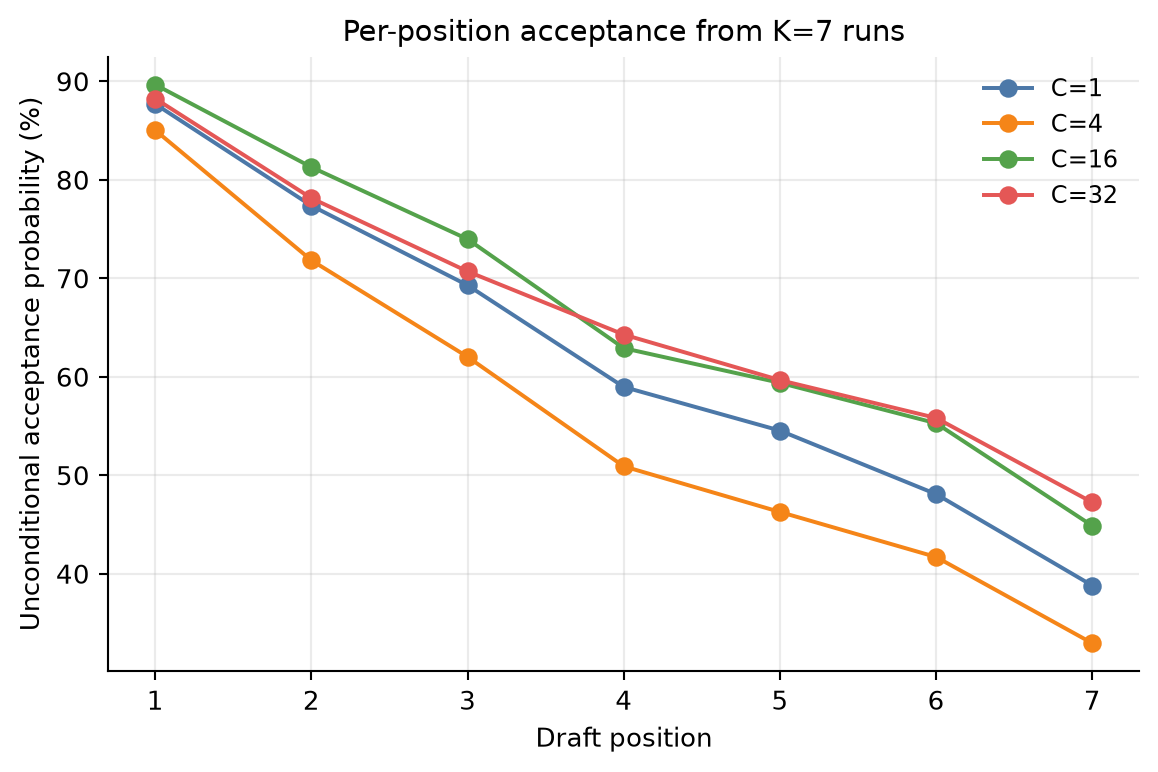 Per-position acceptance from K=7 runs
Unconditional acceptance probability (%)
90
80
70
60
50
40
C=1
C=4
C=16
C=32
1 2 3 4 5 6 7
Draft position